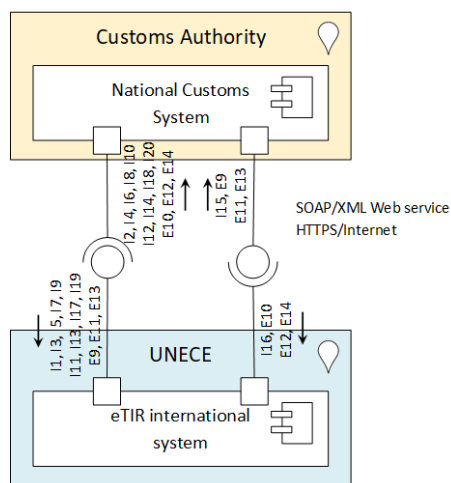 Customs Authority
National Customs
System
I2, I4, I6, I8, I10
I12, I14, I18, I20
E10, E12, E14
I15, E9
E11, E13
SOAP/XML Web service
HTTPS/Internet
I1, I3, 5, I7, I9
I11, I13, I17, I19
E9, E11, E13
I16, E10
E12, E14
UNECE
eTIR international
system